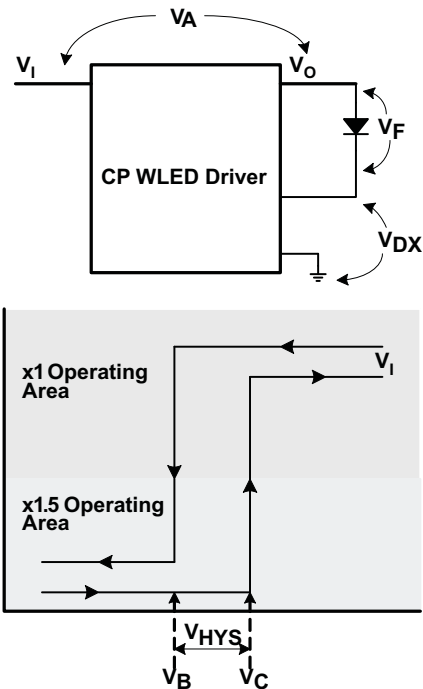 VA
VI
VO
VF
CP WLED Driver
VDX
x1 Operating
Area
VI
x1.5 Operating
Area
VHYS
VB
VC